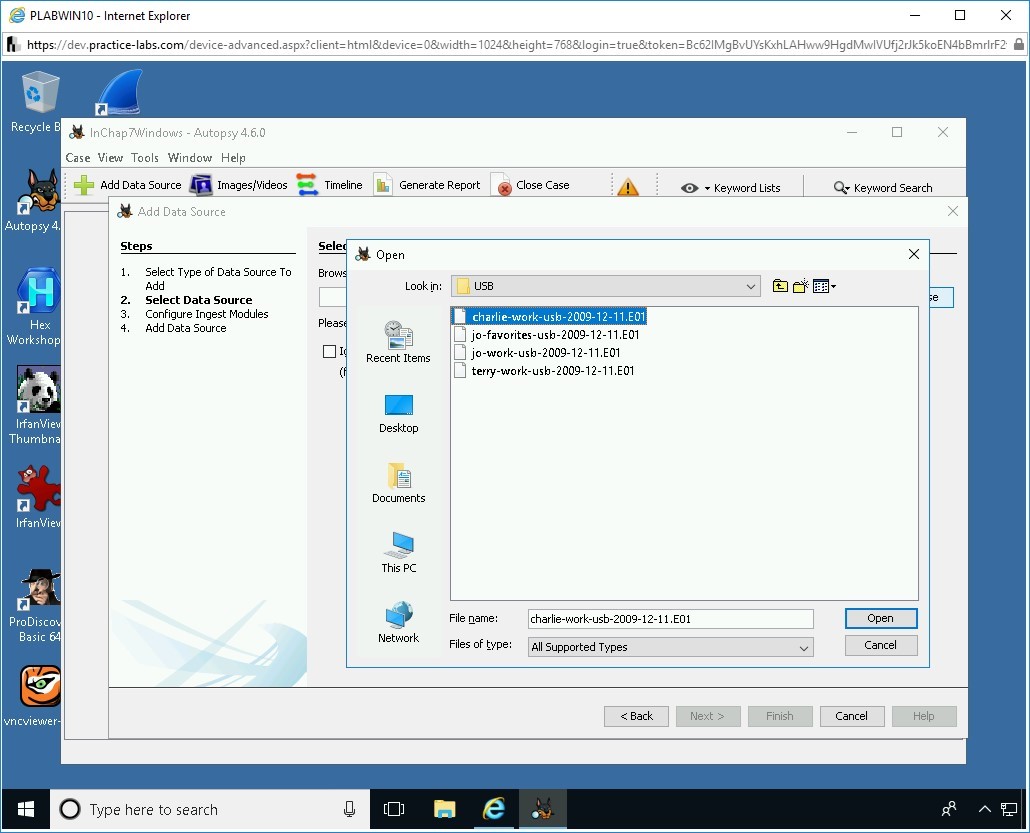 PLABWIN10 - Internet Explorer
https://dev.practice-labs.com/device-advanced.aspx?client=html&device=0&width=1024&height=768&login=true&token=
Recycle B
InChap7Windows - Autopsy 4.6.0
Case View Tools Window Help
Add Data Source Images/Videos Timeline Generate Report Close Case Keyword Lists Keyword Search
Autopsy 4.
Add Data Source
Steps
1. Select Type of Data Source To
Add
2. Select Data Source
3. Configure Ingest Modules
4. Add Data Source
Selec
Brows
Please
Ig
(f
se
Open
Look in: USB
charlie-work-usb-2009-12-11.E01
jo-favorites-usb-2009-12-11.E01
jo-work-usb-2009-12-11.E01
terry-work-usb-2009-12-11.E01
Recent Items
Desktop
Documents
This PC
Network
File name: charlie-work-usb-2009-12-11.E01
Files of type: All Supported Types
Open
Cancel
Hex
Workshop
IrfanView
Thumbna
IrfanView
ProDiscov
Basic 64
vncviewer-
< Back Next > Finish Cancel Help
Type here to search